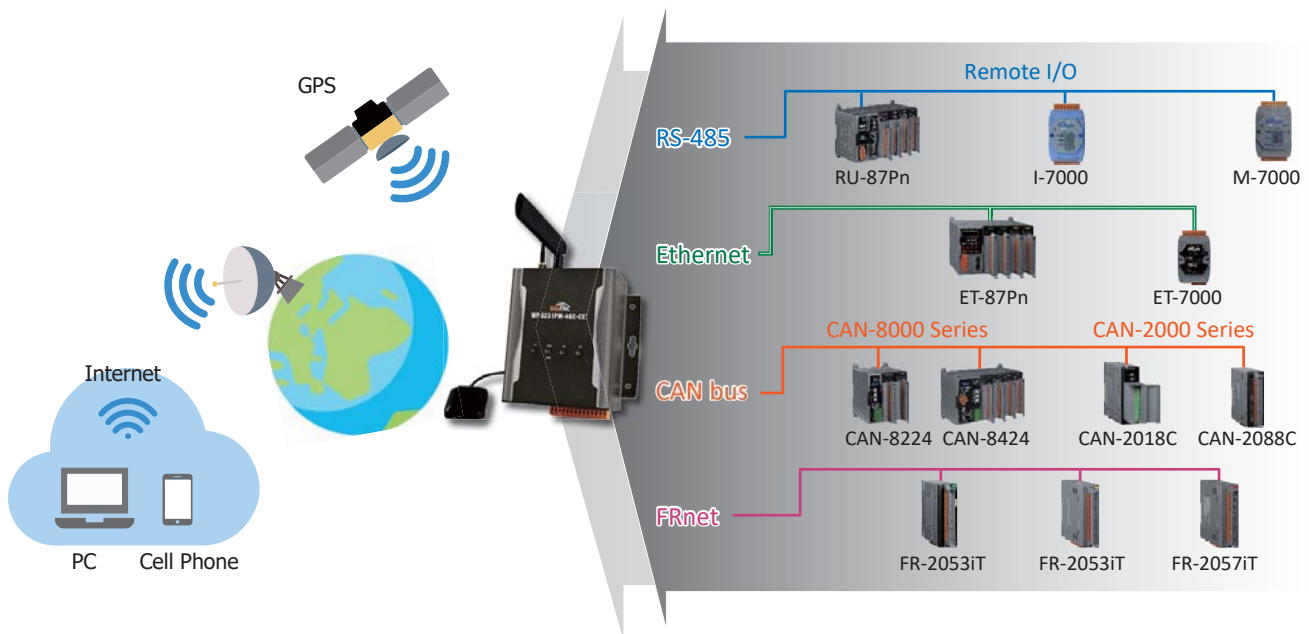 GPS
Internet
PC
Cell Phone
Remote I/O
RS-485
RU-87Pn
I-7000
M-7000
Ethernet
ET-87Pn
ET-7000
CAN-8000 Series
CAN-2000 Series
CAN bus
CAN-8224
CAN-8424
CAN-2018C
CAN-2088C
FRnet
FR-2053iT
FR-2053iT
FR-2057iT